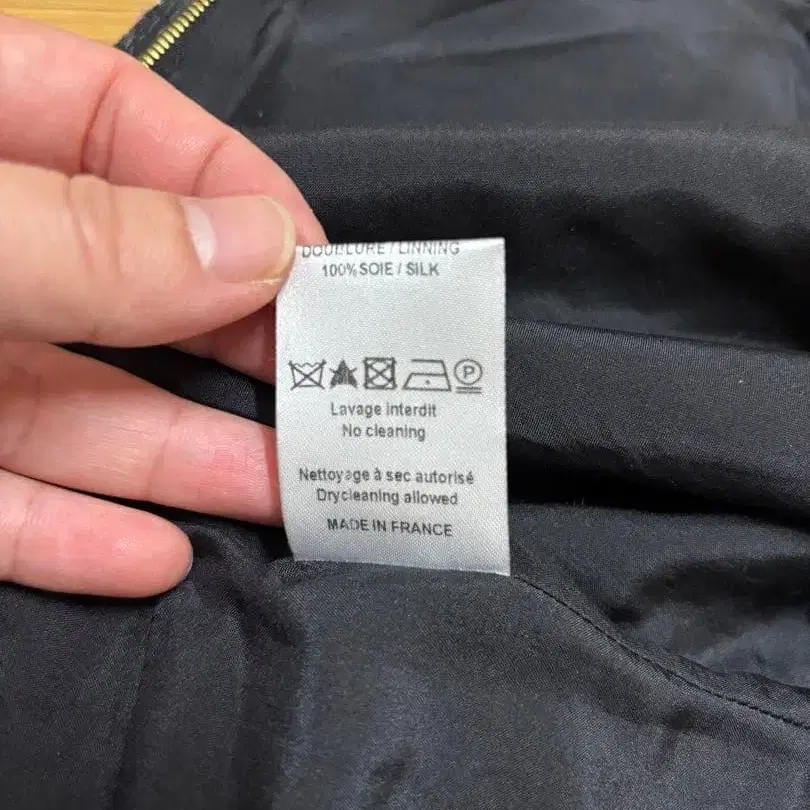 DOUBLURE / LINNING
100% SOIE / SILK
P
Lavage interdit
No cleaning
Nettoyage à sec autorisé
Drycleaning allowed
MADE IN FRANCE